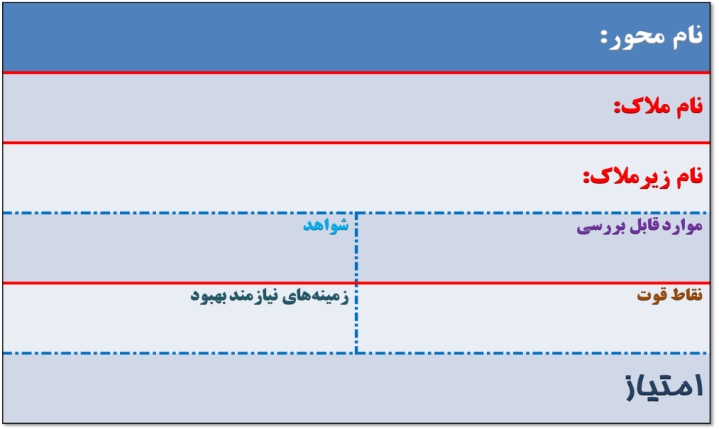 نام محور:
نام ملاک:
نام زیرملاک:
موارد قابل بررسی
شواهد
نقاط قوت
زمینه‌های نیازمند بهبود
امتیاز